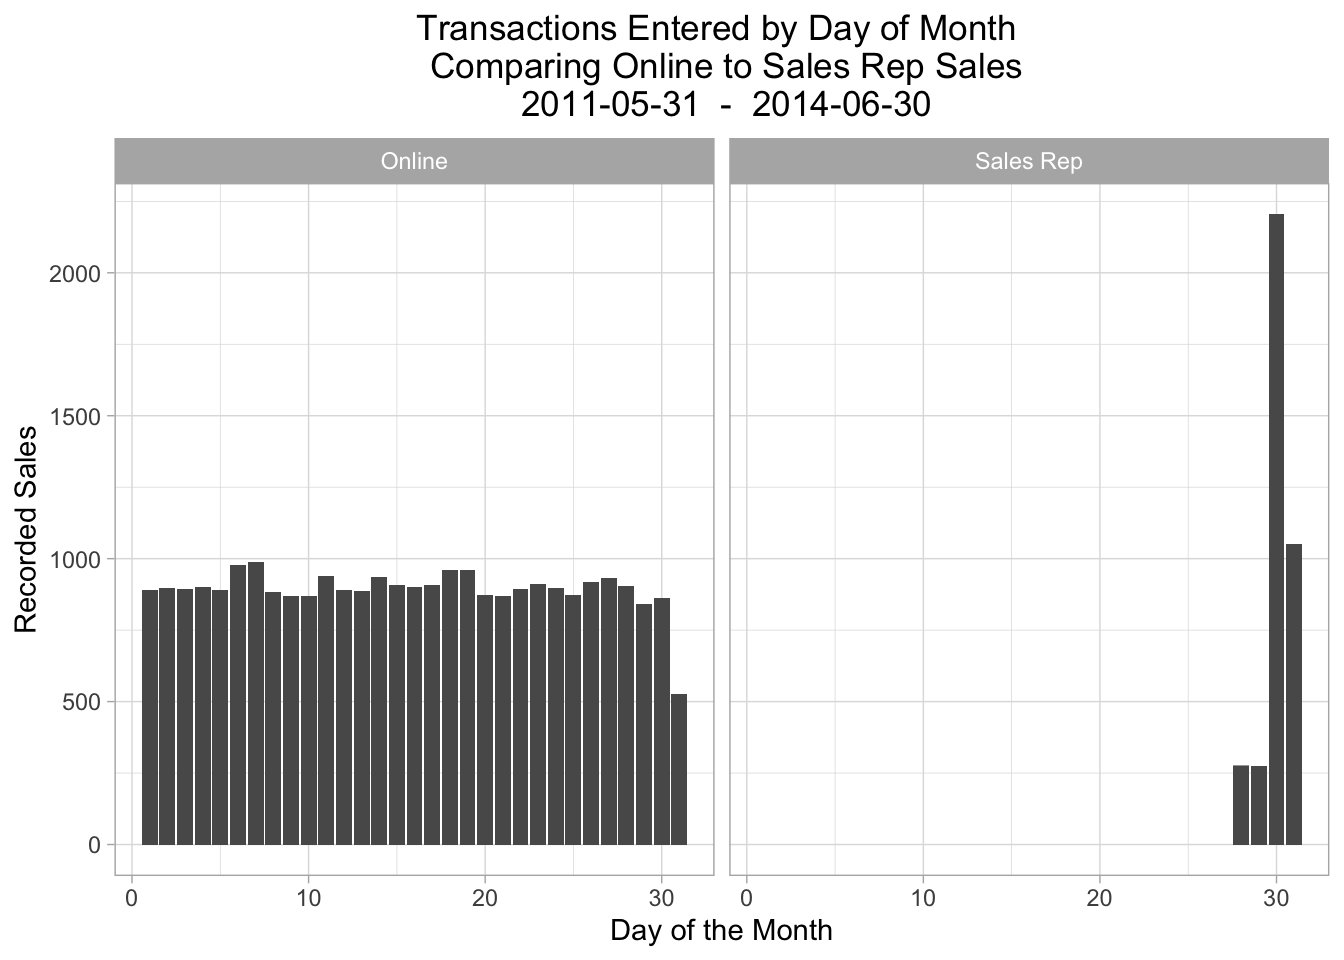 Transactions Entered by Day of Month
Comparing Online to Sales Rep Sales
2011-05-31 - 2014-06-30
Online
Sales Rep
Recorded Sales
2000
1500
1000
500
0
0 10 20 30
0 10 20 30
Day of the Month